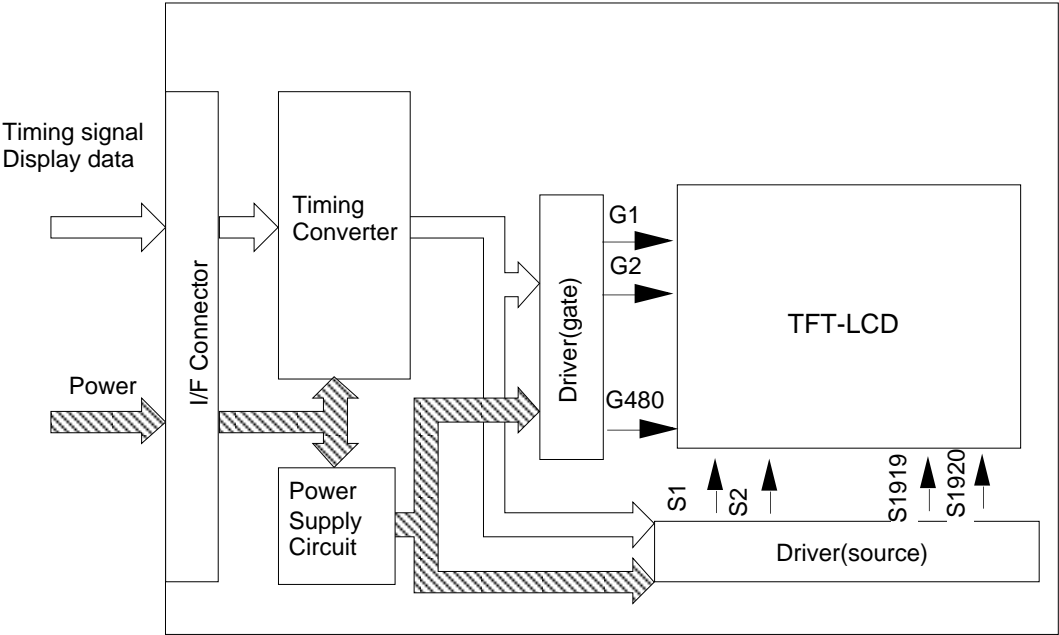 Timing signal
Display data
Power
I/F Connector
Timing
Converter
Power
Supply
Circuit
Driver(gate)
G1
G2
G480
TFT-LCD
S1
S2
S1919
S1920
Driver(source)